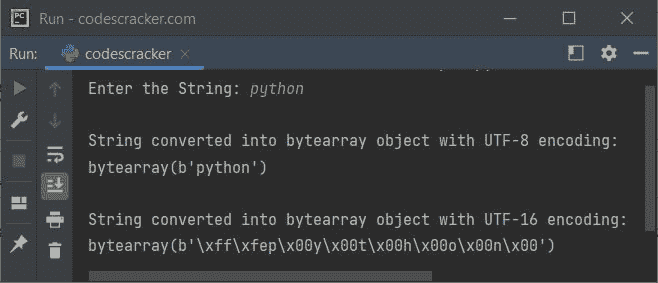 PC
Run - codescracker.com
Run: codescracker
Enter the String: python
String converted into bytearray object with UTF-8 encoding:
bytearray(b'python')
String converted into bytearray object with UTF-16 encoding:
bytearray(b'\xff\xfep\x00y\x00t\x00h\x00o\x00n\x00')